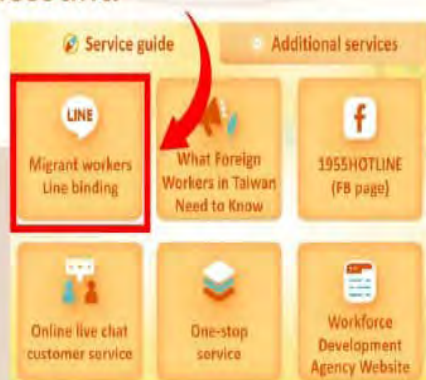 Service guide
Additional services
LINE
Migrant workers
Line binding
What Foreign
Workers in Taiwan
Need to Know
f
1955HOTLINE
(FB page)
Online live chat
customer service
One-stop
service
Workforce
Development
Agency Website